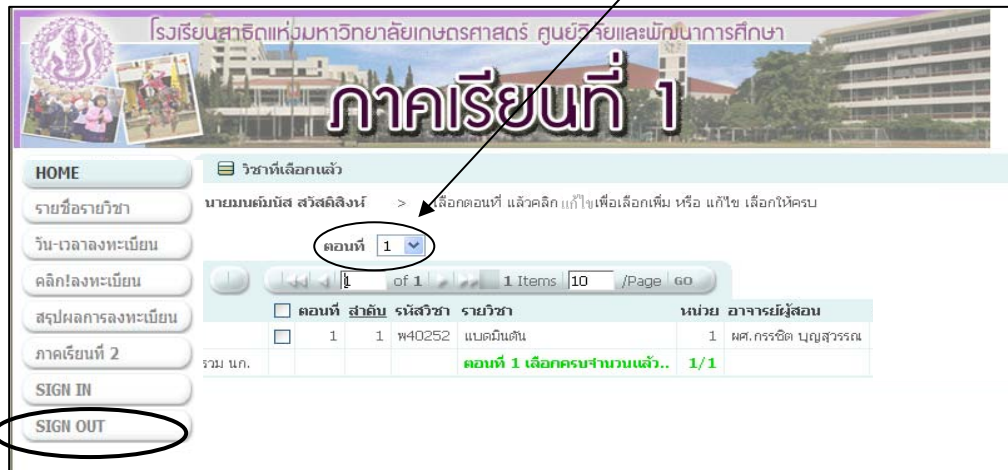 โรงเรียนสาธิตแห่งมหาวิทยาลัยเกษตรศาสตร์ ศูนย์วิจัยและพัฒนาการศึกษา
ภาคเรียนที่ 1
HOME
รายชื่อรายวิชา
วัน-เวลาลงทะเบียน
คลิก!ลงทะเบียน
สรุปผลการลงทะเบียน
ภาคเรียนที่ 2
SIGN IN
SIGN OUT
วิชาที่เลือกแล้ว
นายมนต์มนัส สวัสดิสิงห์ > เลือกตอนที่ แล้วคลิก แก้ไข เพื่อเลือกเพิ่ม หรือ แก้ไข เลือกให้ครบ
ตอนที่ 1
1 of 1 1 Items 10 /Page GO
ตอนที่ ลำดับ รหัสวิชา รายวิชา หน่วย อาจารย์ผู้สอน
1 1 พ40252 แบดมินตัน 1 ผศ.กรรชิต บุญสุวรรณ
รวม นก. ตอนที่ 1 เลือกครบจำนวนแล้ว.. 1/1